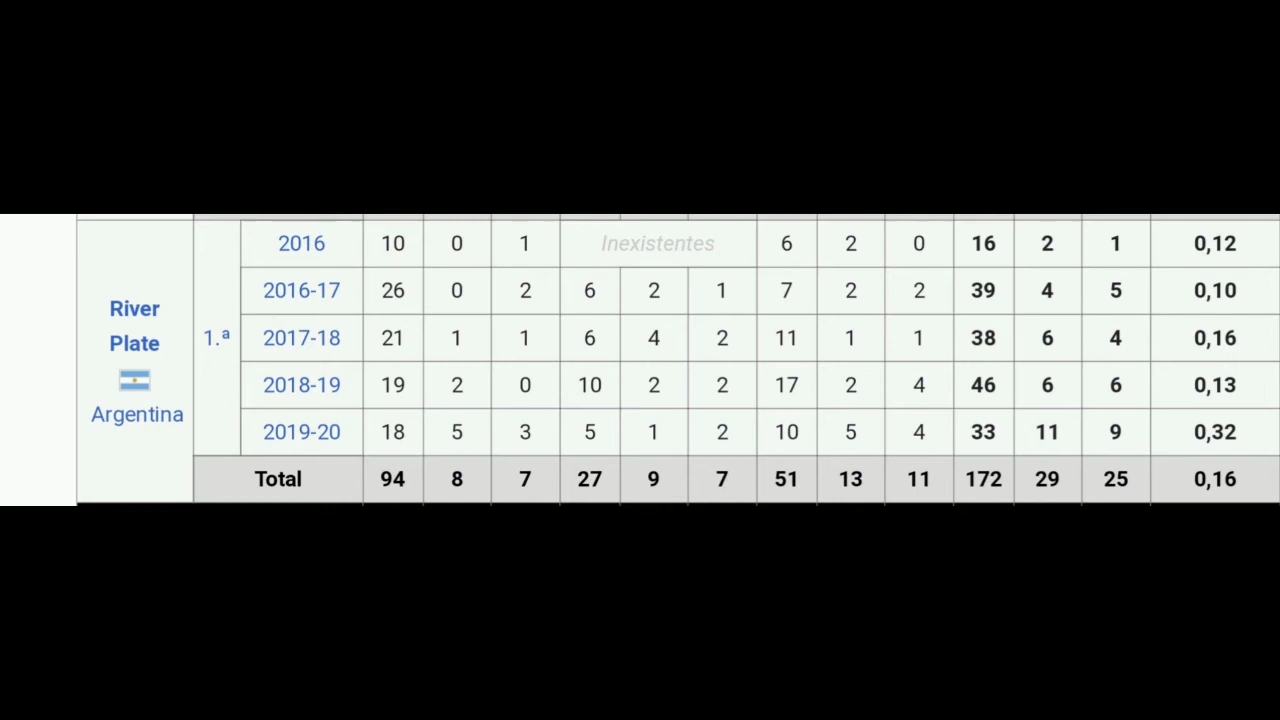 River
Plate
Argentina
1.ª
2016 10 0 1 Inexistentes 6 2 0 16 2 1 0,12
2016-17 26 0 2 6 2 1 7 2 2 39 4 5 0,10
2017-18 21 1 1 6 4 2 11 1 1 38 6 4 0,16
2018-19 19 2 0 10 2 2 17 2 4 46 6 6 0,13
2019-20 18 5 3 5 1 2 10 5 4 33 11 9 0,32
Total 94 8 7 27 9 7 51 13 11 172 29 25 0,16